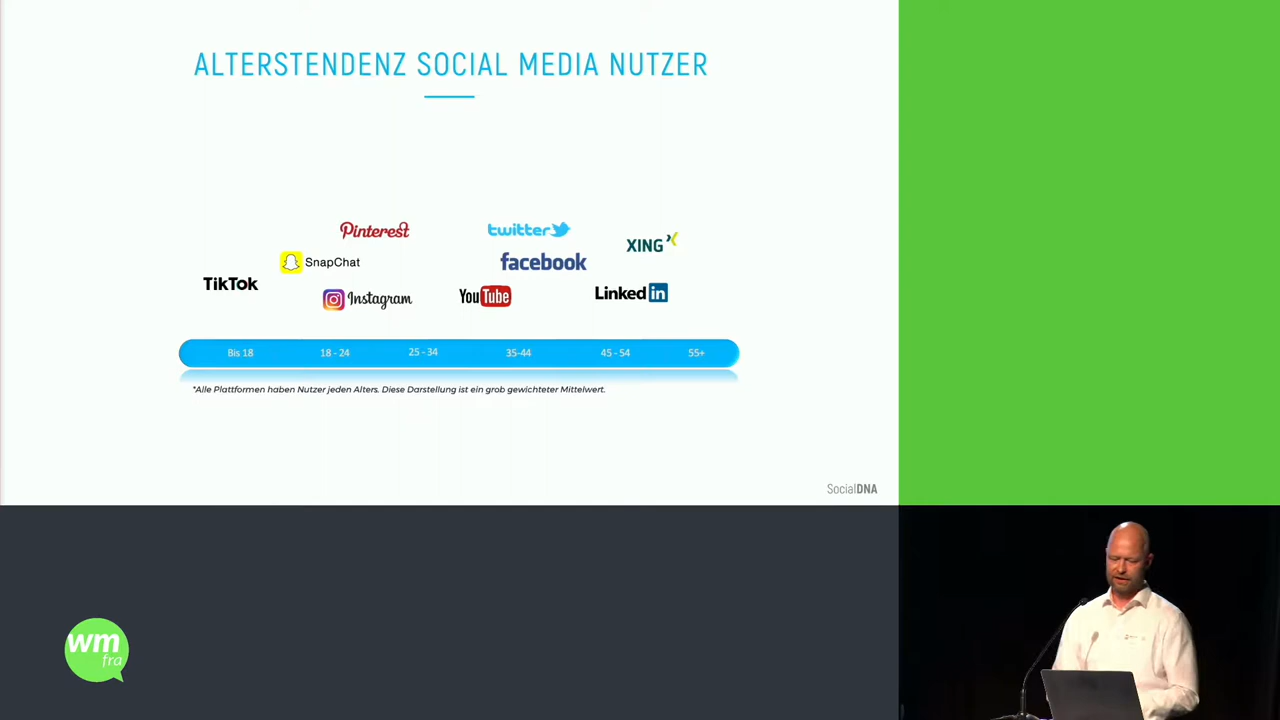 ALTERSTENDENZ SOCIAL MEDIA NUTZER
Pinterest
twitter
XING
SnapChat
facebook
TikTok
Instagram
YouTube
Linkedin
Bis 18 18 - 24 25 - 34 35-44 45 - 54 55+
*Alle Plattformen haben Nutzer jeden Alters. Diese Darstellung ist ein grob gewichteter Mittelwert.
SocialDNA
wm
fra